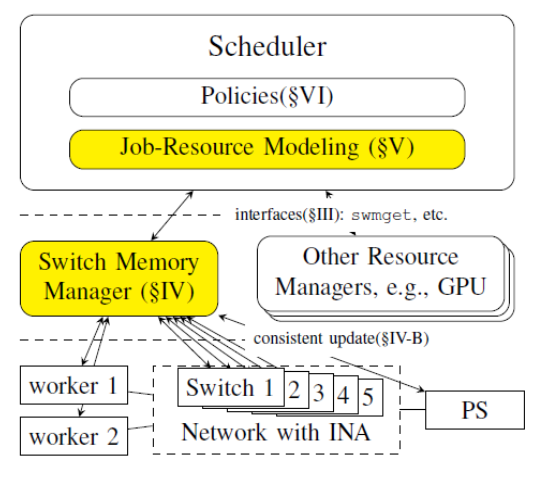 Scheduler
Policies(§VI)
Job-Resource Modeling (§V)
interfaces(§III): swmget, etc.
Switch Memory
Manager (§IV)
Other Resource
Managers, e.g., GPU
consistent update(§IV-B)
worker 1
worker 2
Switch 1 2 3 4 5
Network with INA
PS